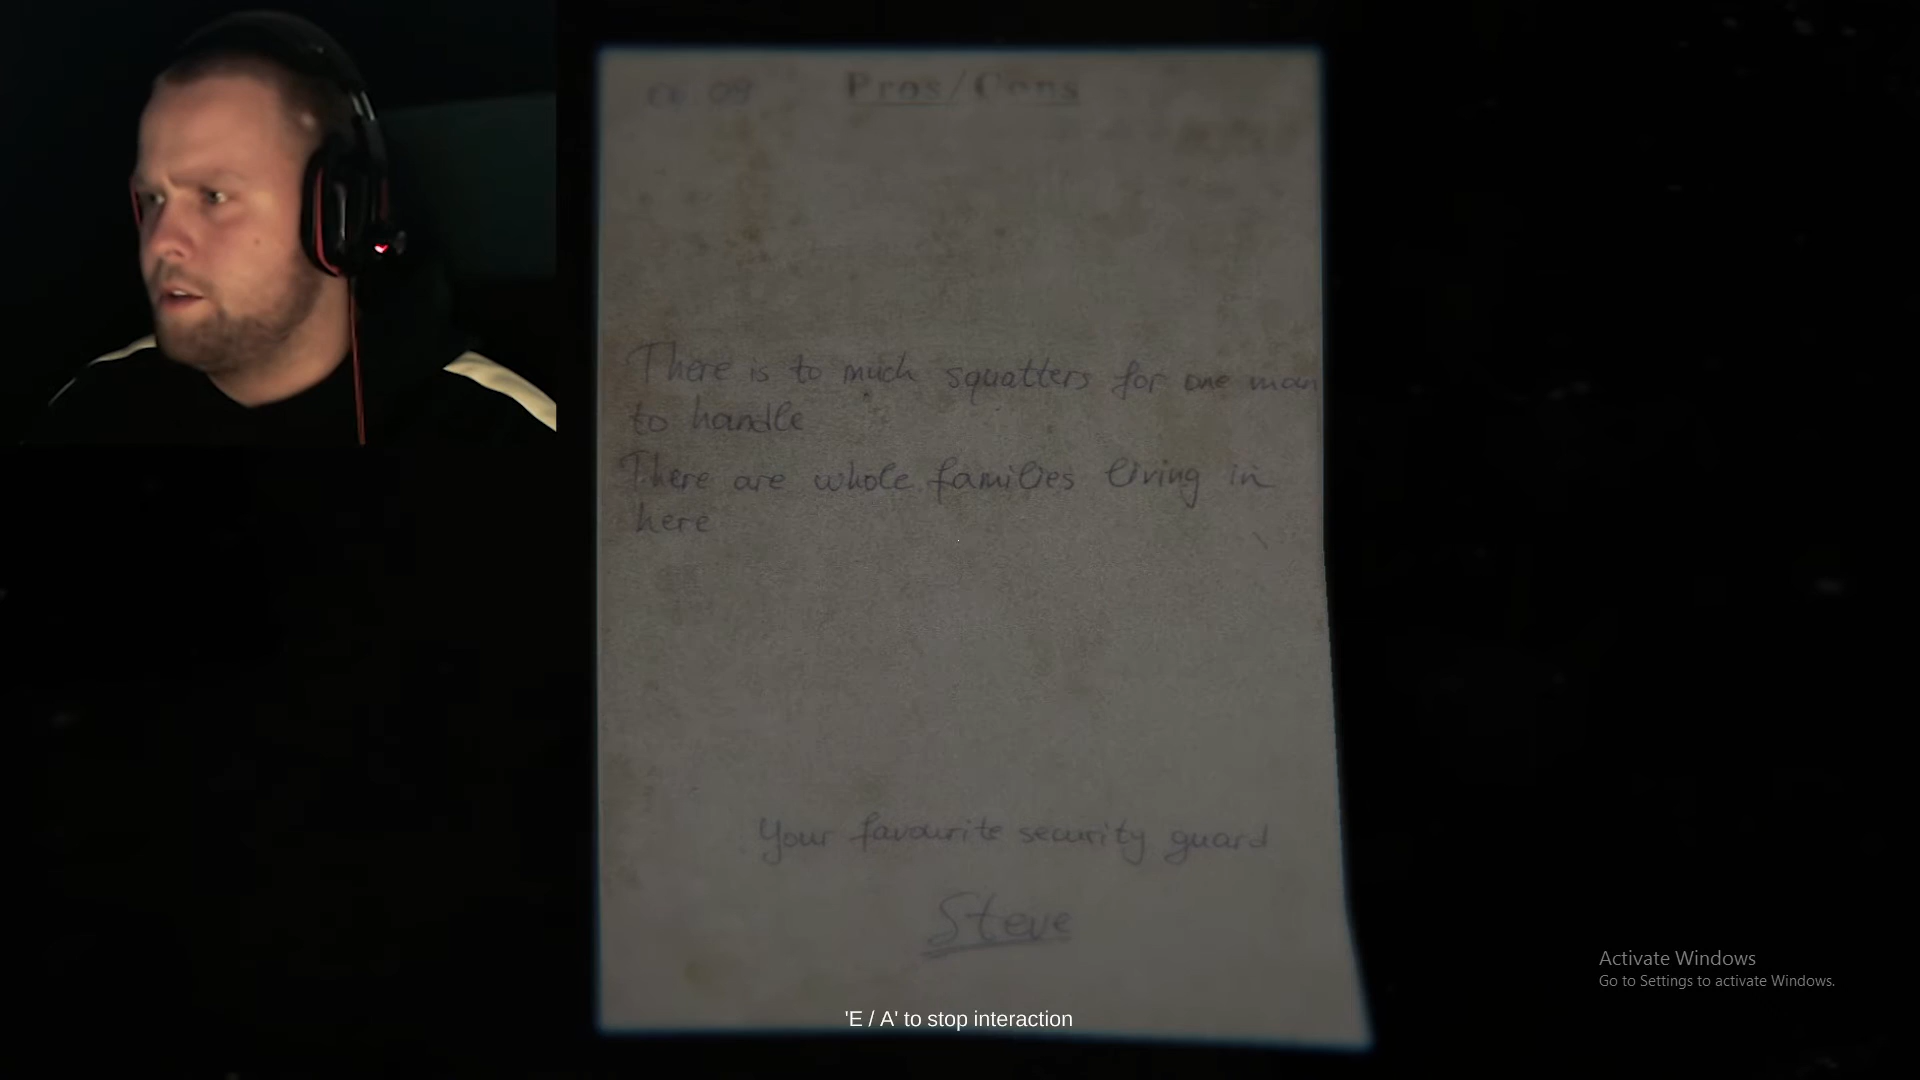 Pros/Cons
There is to much squatters for one man
to handle
There are whole families living in
here
Your favourite security guard
Steve
'E / A' to stop interaction
Activate Windows
Go to Settings to activate Windows.